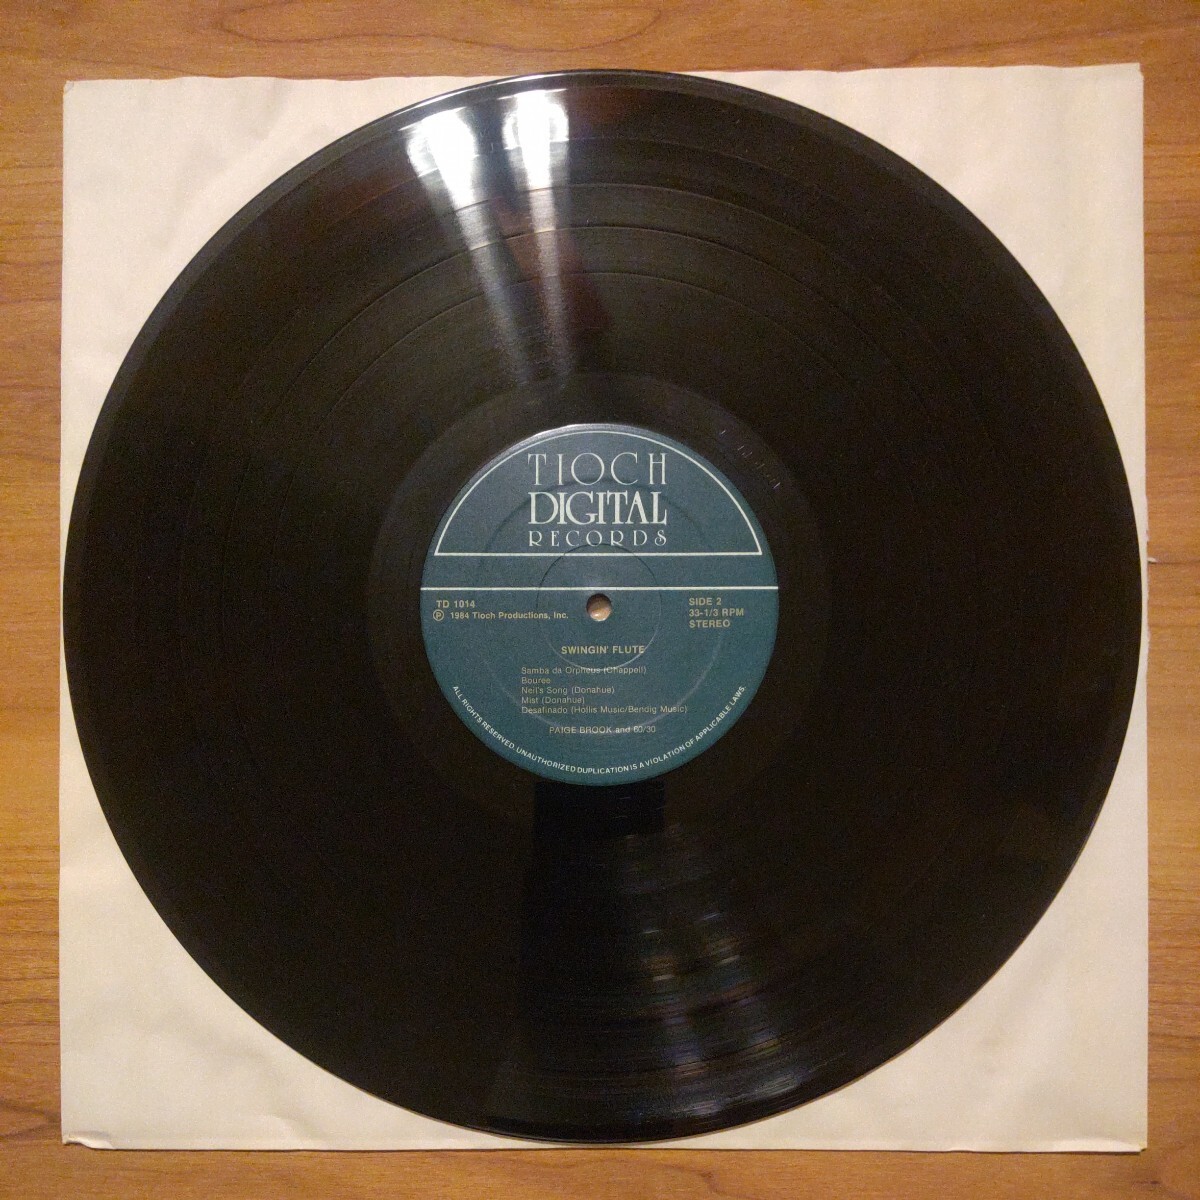 TIOCH
DIGITAL
RECORDS
TD 1014
Ⓟ 1984 Tioch Productions, Inc.
SIDE 2
33-1/3 RPM
STEREO
SWINGIN' FLUTE
Samba de Orpheus (Chappell)
Bouree
Neil's Song (Donahue)
Mist (Donahue)
Desafinado (Hollis Music/Bendig Music)
PAIGE BROOK and 60/30
ALL RIGHTS RESERVED. UNAUTHORIZED DUPLICATION IS A VIOLATION OF APPLICABLE LAWS.